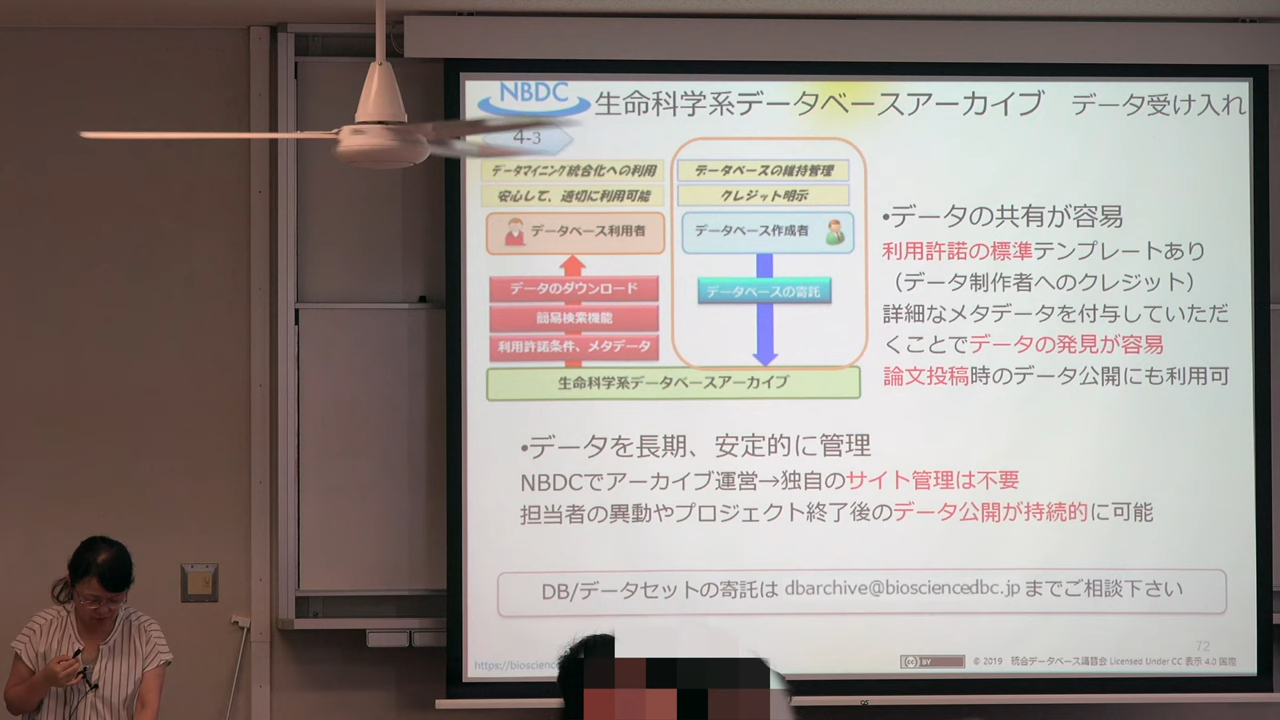 NBDC
生命科学系データベースアーカイブ データ受け入れ
4-3
データマイニング統合化への利用
安心して、適切に利用可能
データベース利用者
データのダウンロード
簡易検索機能
利用許諾条件、メタデータ
データベースの維持管理
クレジット明示
データベース作成者
データベースの寄託
生命科学系データベースアーカイブ
•データの共有が容易
利用許諾の標準テンプレートあり
（データ制作者へのクレジット）
詳細なメタデータを付与していただ
くことでデータの発見が容易
論文投稿時のデータ公開にも利用可
•データを長期、安定的に管理
NBDCでアーカイブ運営→独自のサイト管理は不要
担当者の異動やプロジェクト終了後のデータ公開が持続的に可能
DB/データセットの寄託は dbarchive@biosciencedbc.jp までご相談下さい
72
https://bioscience
cc BY
© 2019 統合データベース講習会 Licensed Under CC 表示 4.0 国際